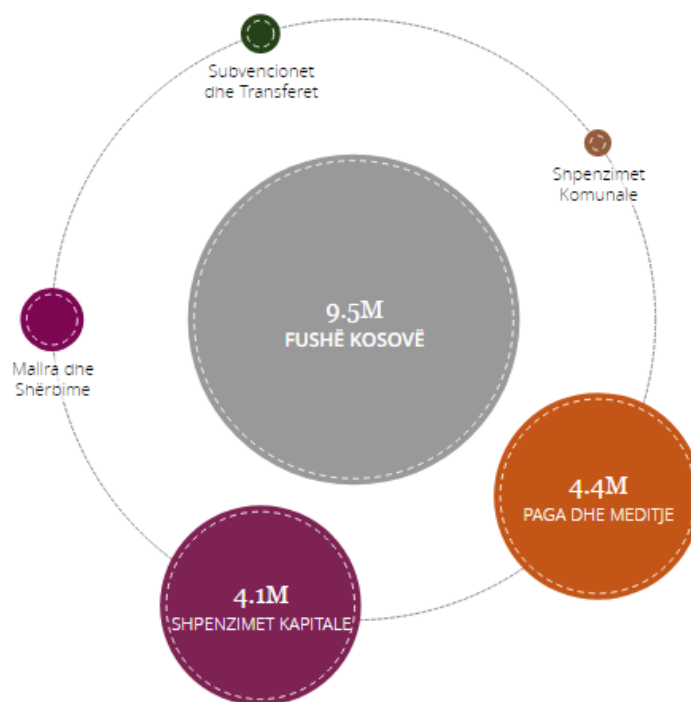 Subvencionet
dhe Transferet
Shpenzimet
Komunale
9.5M
FUSHË KOSOVË
Mallra dhe
Shërbime
4.4M
PAGA DHE MEDITJE
4.1M
SHPENZIMET KAPITALE